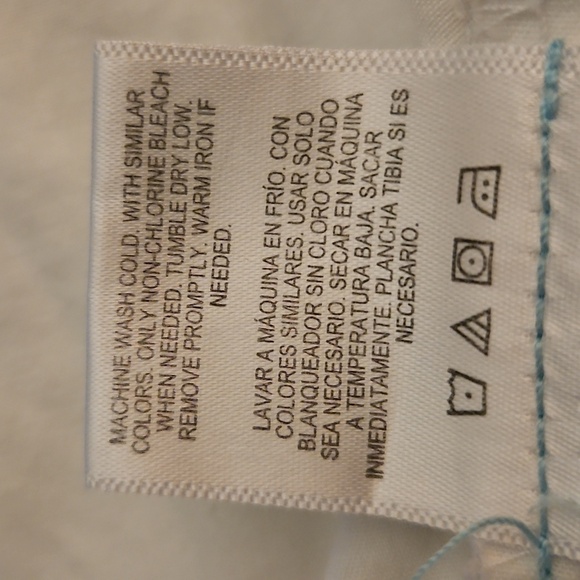 MACHINE WASH COLD. WITH SIMILAR
COLORS. ONLY NON-CHLORINE BLEACH
WHEN NEEDED. TUMBLE DRY LOW.
REMOVE PROMPTLY. WARM IRON IF
NEEDED.
LAVAR A MÁQUINA EN FRÍO. CON
COLORES SIMILARES. USAR SOLO
BLANQUEADOR SIN CLORO CUANDO
SEA NECESARIO. SECAR EN MÁQUINA
A TEMPERATURA BAJA. SACAR
INMEDIATAMENTE. PLANCHA TIBIA SI ES
NECESARIO.